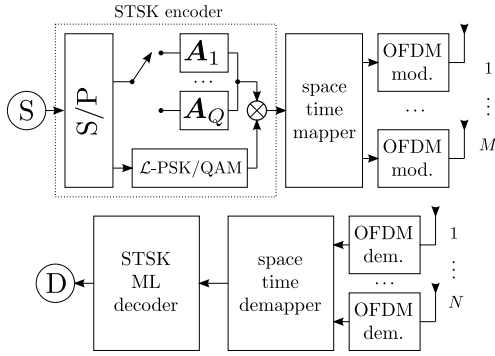 STSK encoder
S
S/P
A1
...
AQ
ℒ-PSK/QAM
space
time
mapper
OFDM
mod.
...
OFDM
mod.
1
⋮
M
D
STSK
ML
decoder
space
time
demapper
OFDM
dem.
...
OFDM
dem.
1
⋮
N